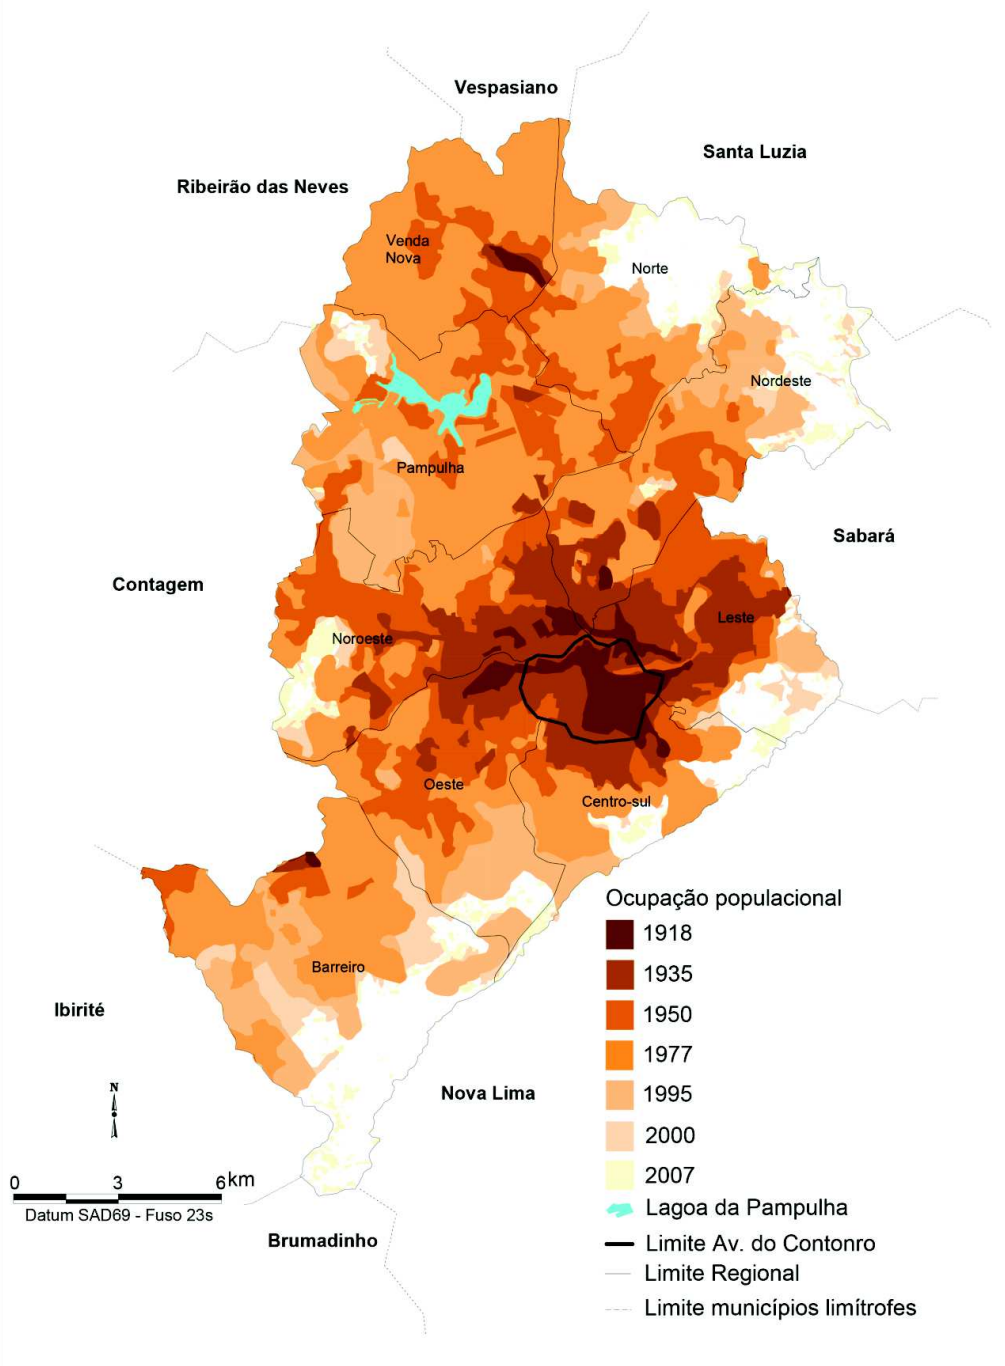 Vespasiano
Santa Luzia
Ribeirão das Neves
Venda
Nova
Norte
Nordeste
Pampulha
Sabará
Contagem
Leste
Noroeste
Oeste
Centro-sul
Ocupação populacional
1918
1935
1950
1977
1995
2000
2007
Lagoa da Pampulha
Limite Av. do Contonro
Limite Regional
Limite municípios limítrofes
Barreiro
Ibirité
Nova Lima
N
0 3 6 km
Datum SAD69 - Fuso 23s
Brumadinho